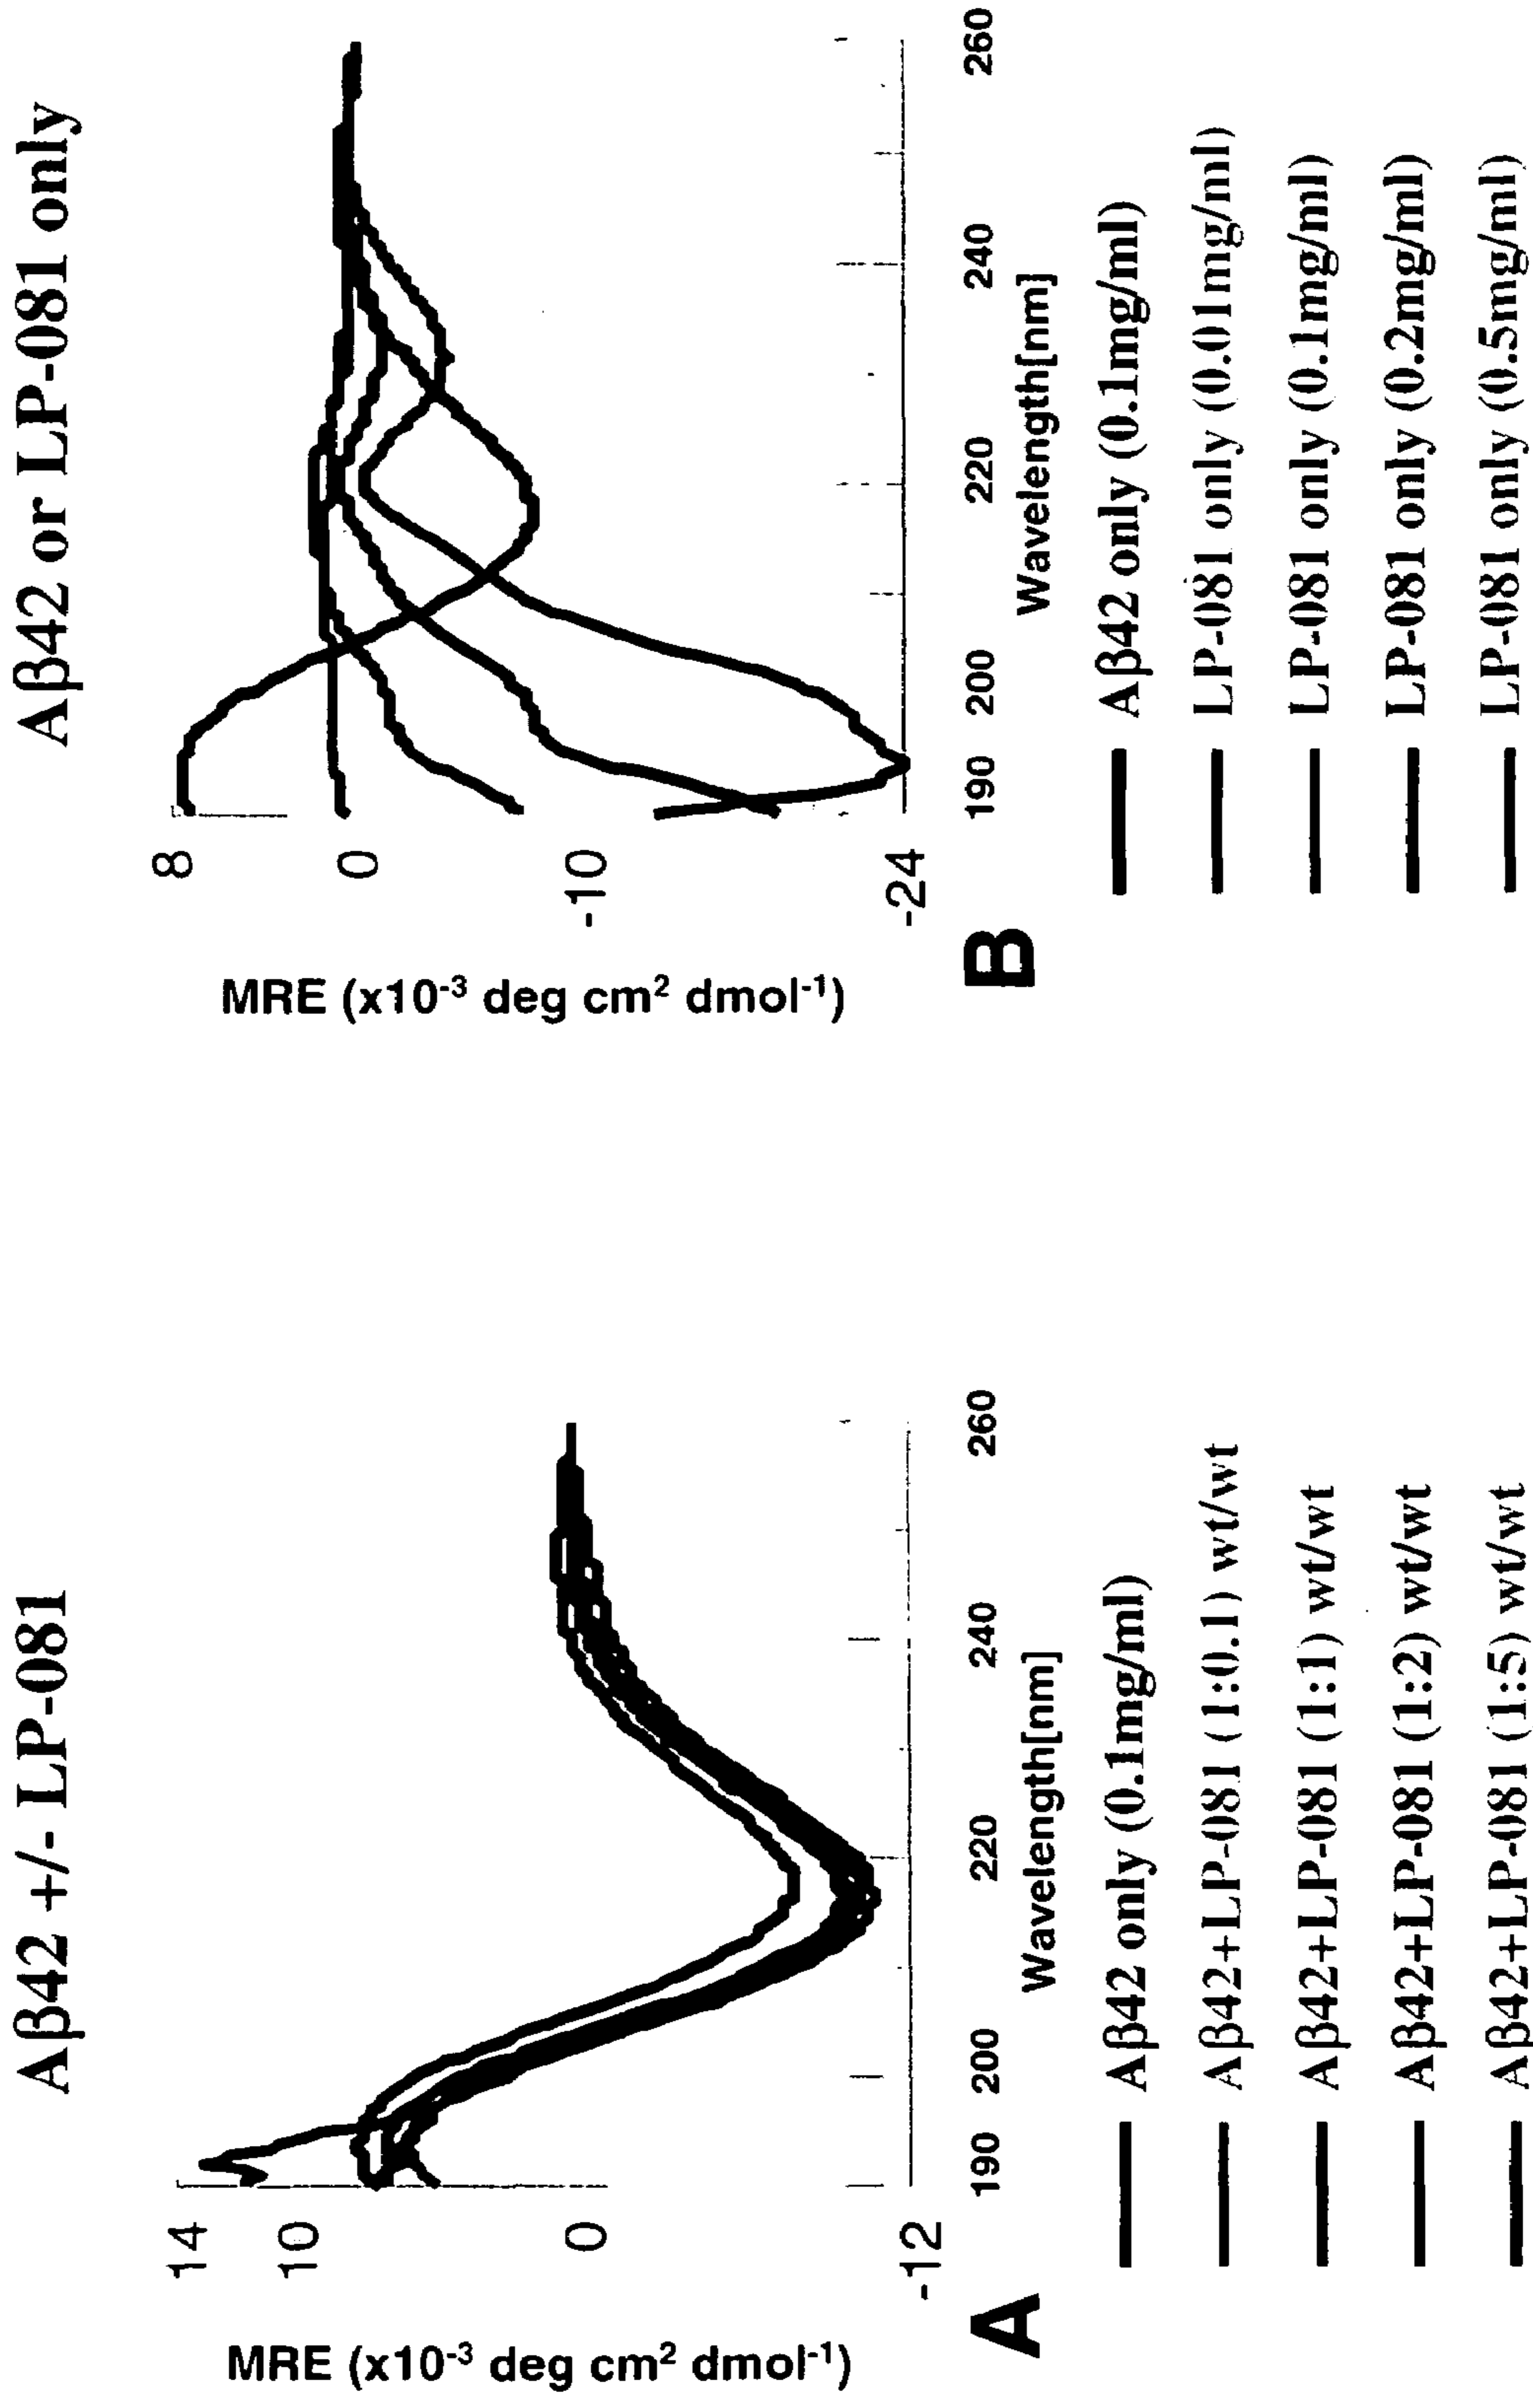 Aβ42 +/- LP-081
MRE (x10⁻³ deg cm² dmol⁻¹)
14
10
0
-12
190
200
220
240
260
Wavelength[nm]
A
Aβ42 only (0.1mg/ml)
Aβ42+LP-081 (1:0.1) wt/wt
Aβ42+LP-081 (1:1) wt/wt
Aβ42+LP-081 (1:2) wt/wt
Aβ42+LP-081 (1:5) wt/wt
Aβ42 or LP-081 only
MRE (x10⁻³ deg cm² dmol⁻¹)
8
0
-10
-24
190
200
220
240
260
Wavelength[nm]
B
Aβ42 only (0.1mg/ml)
LP-081 only (0.01mg/ml)
LP-081 only (0.1mg/ml)
LP-081 only (0.2mg/ml)
LP-081 only (0.5mg/ml)